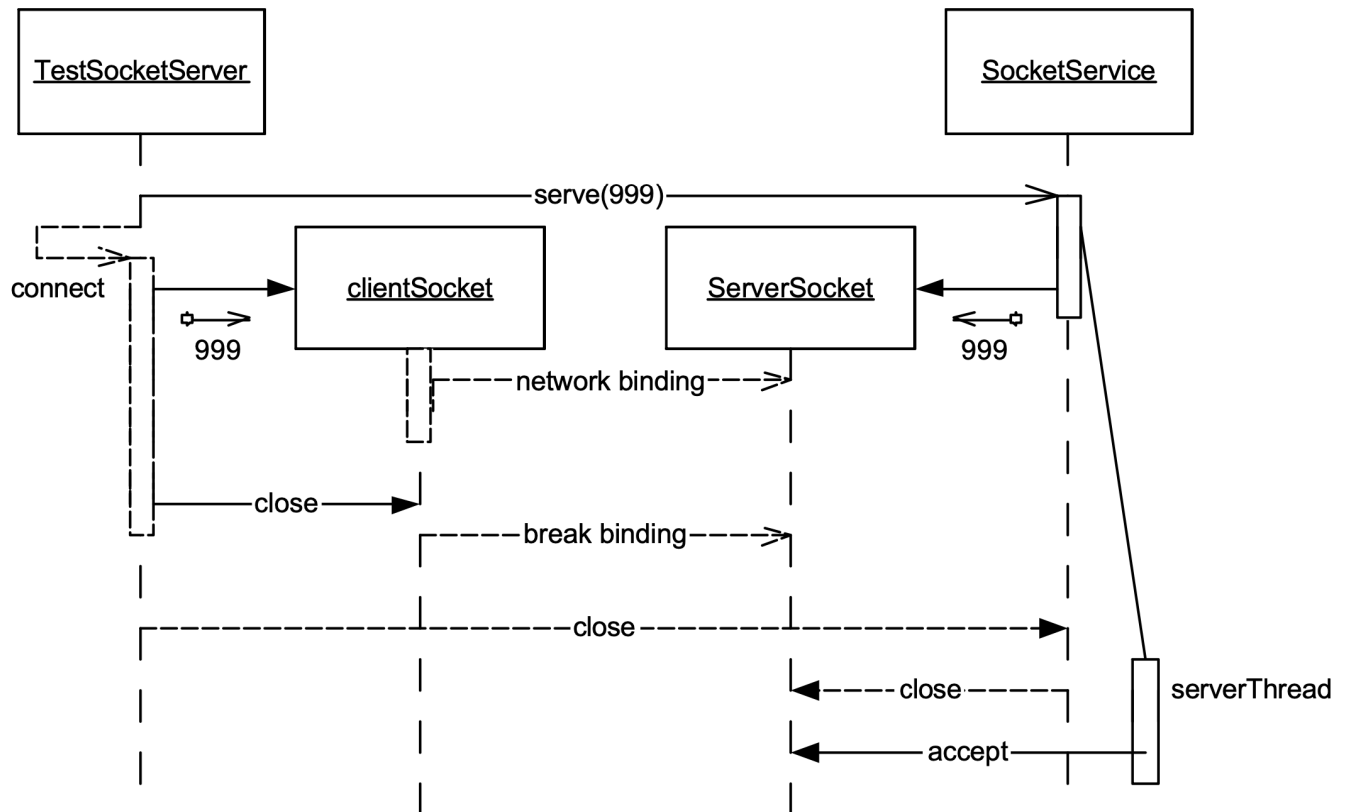 TestSocketServer
SocketService
serve(999)
connect
clientSocket
ServerSocket
999
999
network binding
close
break binding
close
close
serverThread
accept